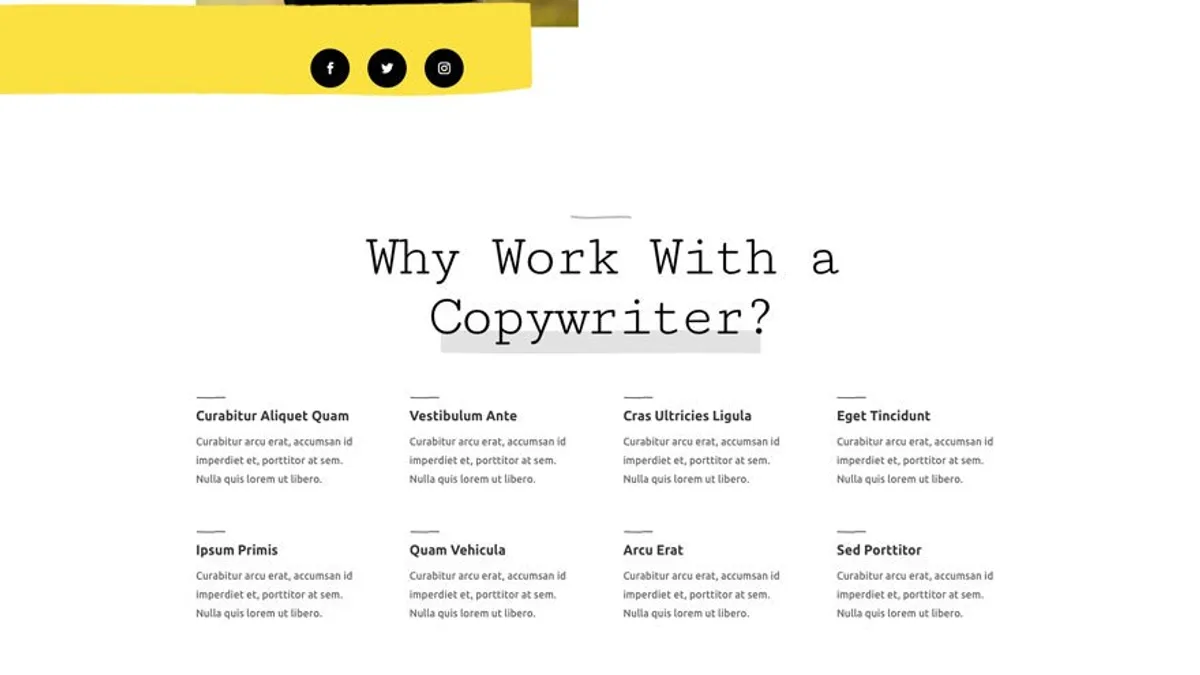 Why Work With a
Copywriter?
Curabitur Aliquet Quam
Curabitur arcu erat, accumsan id
imperdiet et, porttitor at sem.
Nulla quis lorem ut libero.
Vestibulum Ante
Curabitur arcu erat, accumsan id
imperdiet et, porttitor at sem.
Nulla quis lorem ut libero.
Cras Ultricies Ligula
Curabitur arcu erat, accumsan id
imperdiet et, porttitor at sem.
Nulla quis lorem ut libero.
Eget Tincidunt
Curabitur arcu erat, accumsan id
imperdiet et, porttitor at sem.
Nulla quis lorem ut libero.
Ipsum Primis
Curabitur arcu erat, accumsan id
imperdiet et, porttitor at sem.
Nulla quis lorem ut libero.
Quam Vehicula
Curabitur arcu erat, accumsan id
imperdiet et, porttitor at sem.
Nulla quis lorem ut libero.
Arcu Erat
Curabitur arcu erat, accumsan id
imperdiet et, porttitor at sem.
Nulla quis lorem ut libero.
Sed Porttitor
Curabitur arcu erat, accumsan id
imperdiet et, porttitor at sem.
Nulla quis lorem ut libero.